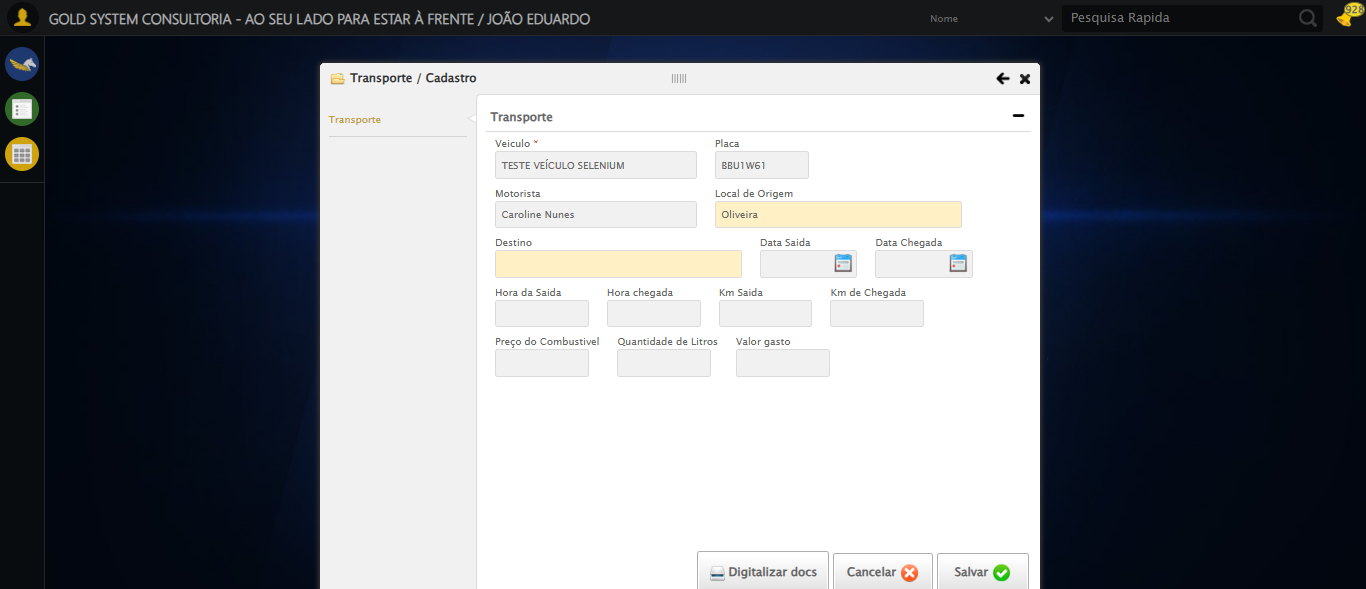 GOLD SYSTEM CONSULTORIA - AO SEU LADO PARA ESTAR À FRENTE / JOÃO EDUARDO
Nome
Pesquisa Rapida
928
Transporte / Cadastro
Transporte
Transporte
Veiculo *
Placa
TESTE VEÍCULO SELENIUM
BBU1W61
Motorista
Local de Origem
Caroline Nunes
Oliveira
Destino
Data Saida
Data Chegada
Hora da Saida
Hora chegada
Km Saida
Km de Chegada
Preço do Combustivel
Quantidade de Litros
Valor gasto
Digitalizar docs
Cancelar
Salvar